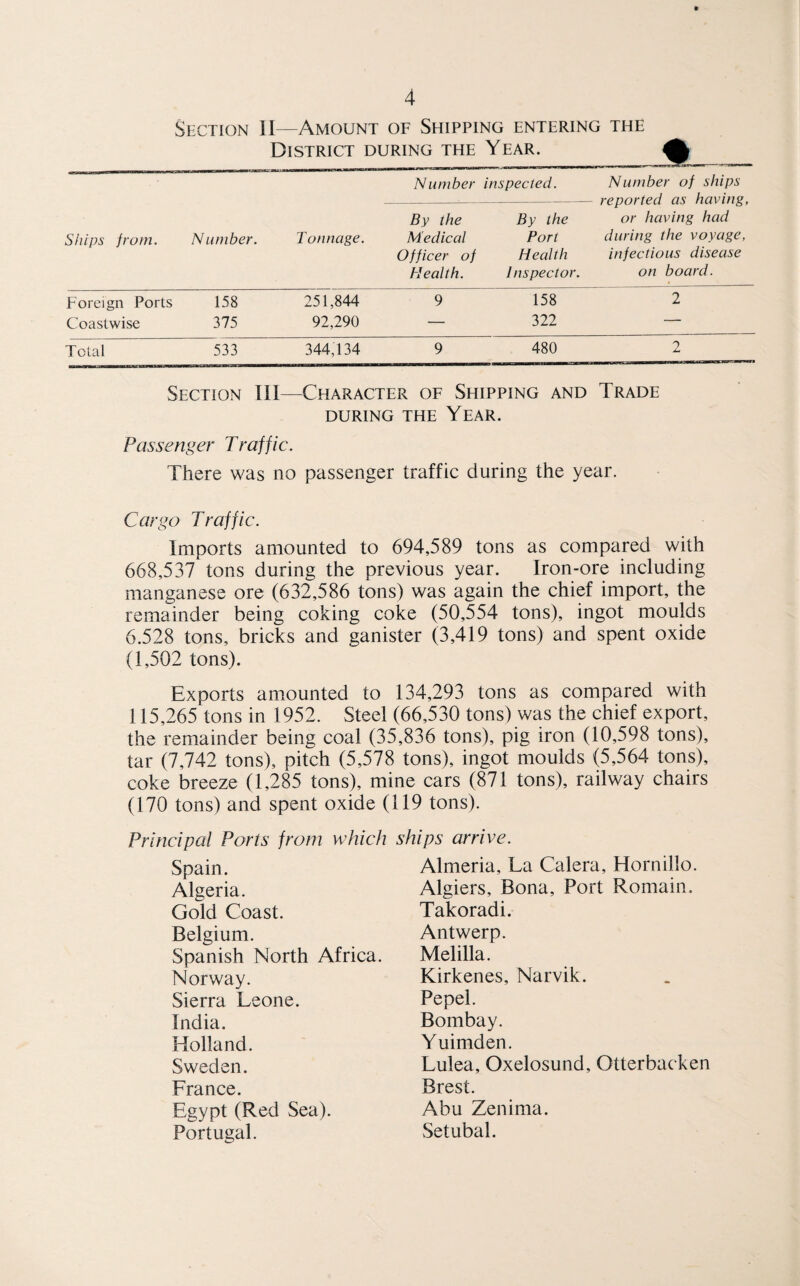 4
Section II—Amount of Shipping entering the
District during the Year.
Number inspected. Number of ships
reported as having,
Ships from. Number. Tonnage. By the Medical Officer of Health. By the Port Health Inspector. or having had during the voyage, infectious disease on board.
Foreign Ports 158 251,844 9 158 2
Coastwise 375 92,290 — 322 —
Total 533 344,134 9 480 2
Section III—Character of Shipping and Trade
during the Year.
Passenger Traffic.
There was no passenger traffic during the year.
Cargo Traffic.
Imports amounted to 694,589 tons as compared with
668,537 tons during the previous year. Iron-ore including
manganese ore (632,586 tons) was again the chief import, the
remainder being coking coke (50,554 tons), ingot moulds
6.528 tons, bricks and ganister (3,419 tons) and spent oxide
(1,502 tons).
Exports amounted to 134,293 tons as compared with
115,265 tons in 1952. Steel (66,530 tons) was the chief export,
the remainder being coal (35,836 tons), pig iron (10,598 tons),
tar (7,742 tons), pitch (5,578 tons), ingot moulds (5,564 tons),
coke breeze (1,285 tons), mine cars (871 tons), railway chairs
(170 tons) and spent oxide (119 tons).
Principal Ports from which ships arrive.
Spain. Almeria, La Calera, Hornillo.
Algeria. Algiers, Bona, Port Romain.
Gold Coast. Takoradi.
Belgium. Antwerp.
Spanish North Africa. Melilla.
Norway. Kirkenes, Narvik.
Sierra Leone. Pepel.
India. Bombay.
Holland. Yuimden.
Sweden. Lulea, Oxelosund, Otterbacken
France. Brest.
Egypt (Red Sea). Abu Zenima.
Portugal. Setubal.